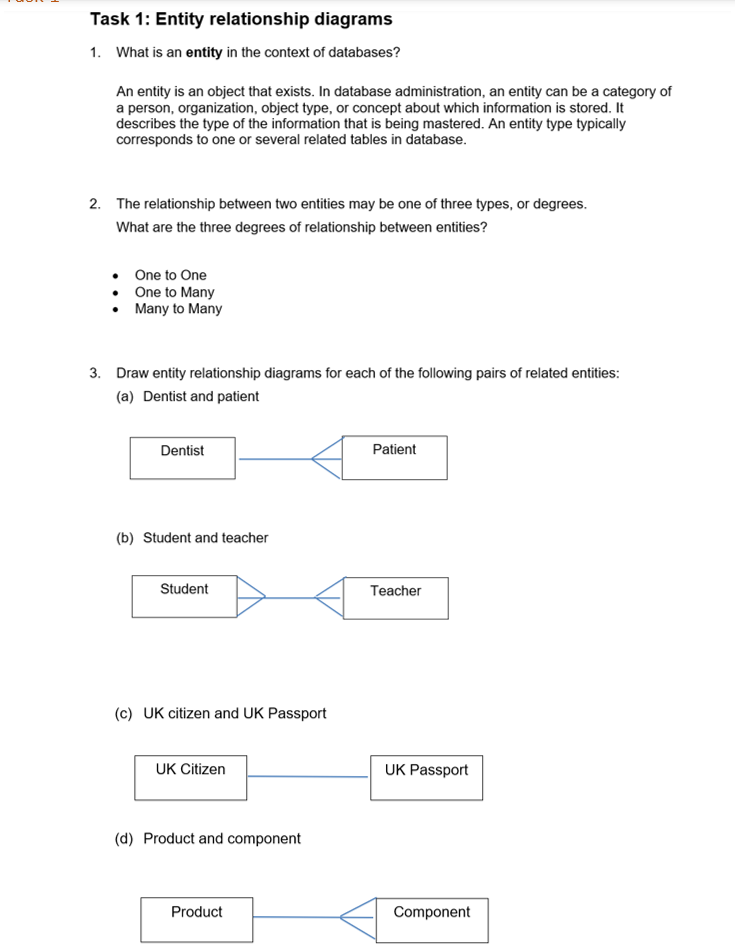 Task 1: Entity relationship diagrams
1. What is an entity in the context of databases?
An entity is an object that exists. In database administration, an entity can be a category of
a person, organization, object type, or concept about which information is stored. It
describes the type of the information that is being mastered. An entity type typically
corresponds to one or several related tables in database.
2. The relationship between two entities may be one of three types, or degrees.
What are the three degrees of relationship between entities?
• One to One
• One to Many
• Many to Many
3. Draw entity relationship diagrams for each of the following pairs of related entities:
(a) Dentist and patient
Dentist
Patient
(b) Student and teacher
Student
Teacher
(c) UK citizen and UK Passport
UK Citizen
UK Passport
(d) Product and component
Product
Component